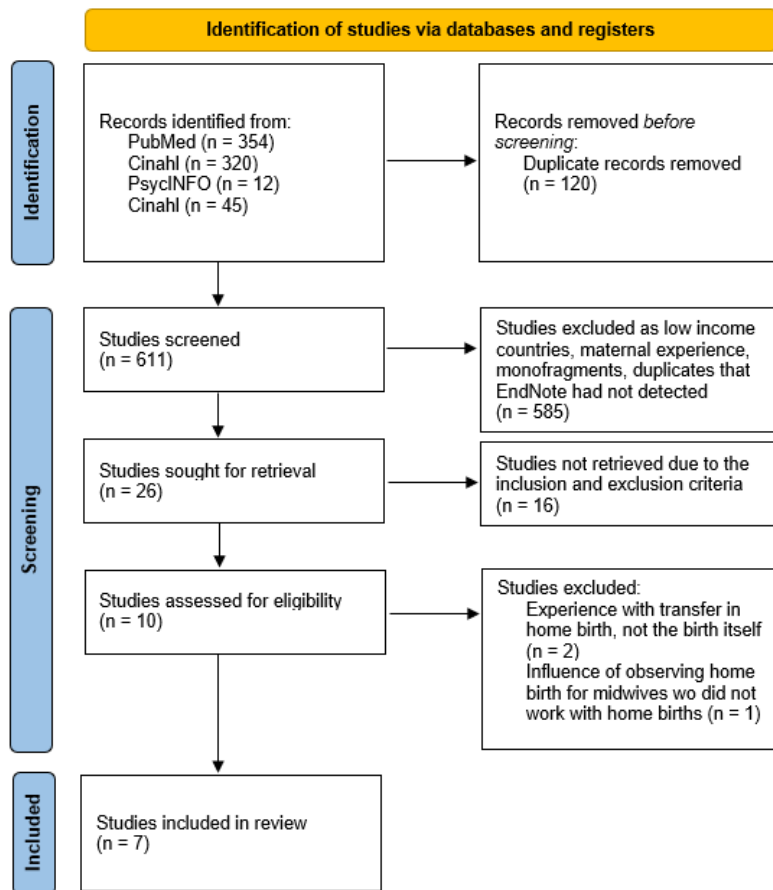 Identification of studies via databases and registers
Identification
Records identified from:
PubMed (n = 354)
Cinahl (n = 320)
PsycINFO (n = 12)
Cinahl (n = 45)
Records removed before
screening:
Duplicate records removed
(n = 120)
Screening
Studies screened
(n = 611)
Studies excluded as low income
countries, maternal experience,
monofragments, duplicates that
EndNote had not detected
(n = 585)
Studies sought for retrieval
(n = 26)
Studies not retrieved due to the
inclusion and exclusion criteria
(n = 16)
Studies assessed for eligibility
(n = 10)
Studies excluded:
Experience with transfer in
home birth, not the birth itself
(n = 2)
Influence of observing home
birth for midwives wo did not
work with home births (n = 1)
Included
Studies included in review
(n = 7)